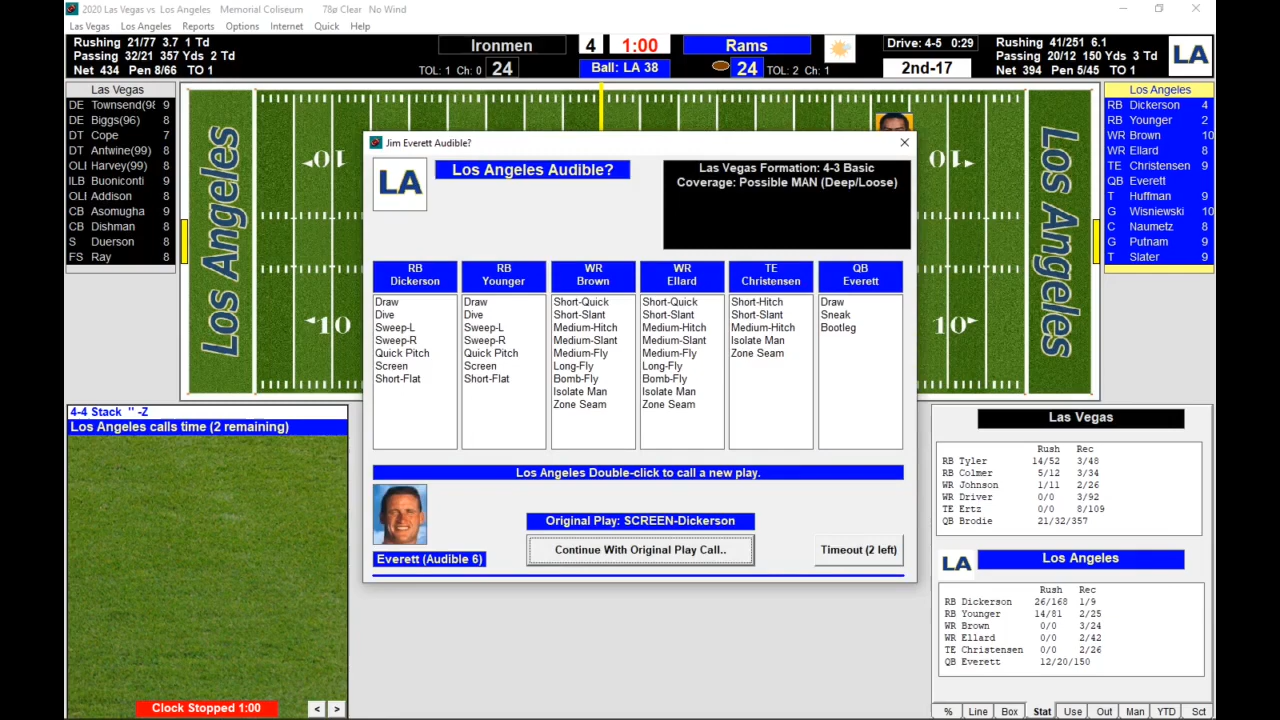 2020 Las Vegas vs Los Angeles Memorial Coliseum 78ø Clear No Wind
Las Vegas Los Angeles Reports Options Internet Quick Help
Rushing 21/77 3.7 1 Td
Passing 32/21 357 Yds 2 Td
Net 434 Pen 8/66 TO 1
Ironmen 4 1:00 Rams
TOL: 1 Ch: 0 24 Ball: LA 38 24 TOL: 2 Ch: 1
Drive: 4-5 0:29
2nd-17
Rushing 41/251 6.1
Passing 20/12 150 Yds 3 Td
Net 394 Pen 5/45 TO 1
LA
Las Vegas
DE Townsend(96 9
DE Biggs(96) 8
DT Cope 7
DT Antwine(99) 8
OLI Harvey(99) 8
ILB Buoniconti 9
OLI Addison 8
CB Asomugha 9
CB Dishman 8
S Duerson 8
FS Ray 8
Los Angeles
10
10
10
10
Los Angeles
Los Angeles
RB Dickerson 4
RB Younger 2
WR Brown 10
WR Ellard 8
TE Christensen 9
QB Everett
T Huffman 9
G Wisniewski 10
C Naumetz 8
G Putnam 9
T Slater 9
Jim Everett Audible?
LA
Los Angeles Audible?
Las Vegas Formation: 4-3 Basic
Coverage: Possible MAN (Deep/Loose)
RB Dickerson
Draw
Dive
Sweep-L
Sweep-R
Quick Pitch
Screen
Short-Flat
RB Younger
Draw
Dive
Sweep-L
Sweep-R
Quick Pitch
Screen
Short-Flat
WR Brown
Short-Quick
Short-Slant
Medium-Hitch
Medium-Slant
Medium-Fly
Long-Fly
Bomb-Fly
Isolate Man
Zone Seam
WR Ellard
Short-Quick
Short-Slant
Medium-Hitch
Medium-Slant
Medium-Fly
Long-Fly
Bomb-Fly
Isolate Man
Zone Seam
TE Christensen
Short-Hitch
Short-Slant
Medium-Hitch
Isolate Man
Zone Seam
QB Everett
Draw
Sneak
Bootleg
Los Angeles Double-click to call a new play.
Original Play: SCREEN-Dickerson
Continue With Original Play Call..
Timeout (2 left)
Everett (Audible 6)
4-4 Stack '' -Z
Los Angeles calls time (2 remaining)
Clock Stopped 1:00
< >
Las Vegas
Rush Rec
RB Tyler 14/52 3/48
RB Colmer 5/12 3/34
WR Johnson 1/11 2/26
WR Driver 0/0 3/92
TE Ertz 0/0 8/109
QB Brodie 21/32/357
LA Los Angeles
Rush Rec
RB Dickerson 26/168 1/9
RB Younger 14/81 2/25
WR Brown 0/0 3/24
WR Ellard 0/0 2/42
TE Christensen 0/0 2/26
QB Everett 12/20/150
% Line Box Stat Use Out Man YTD Sct